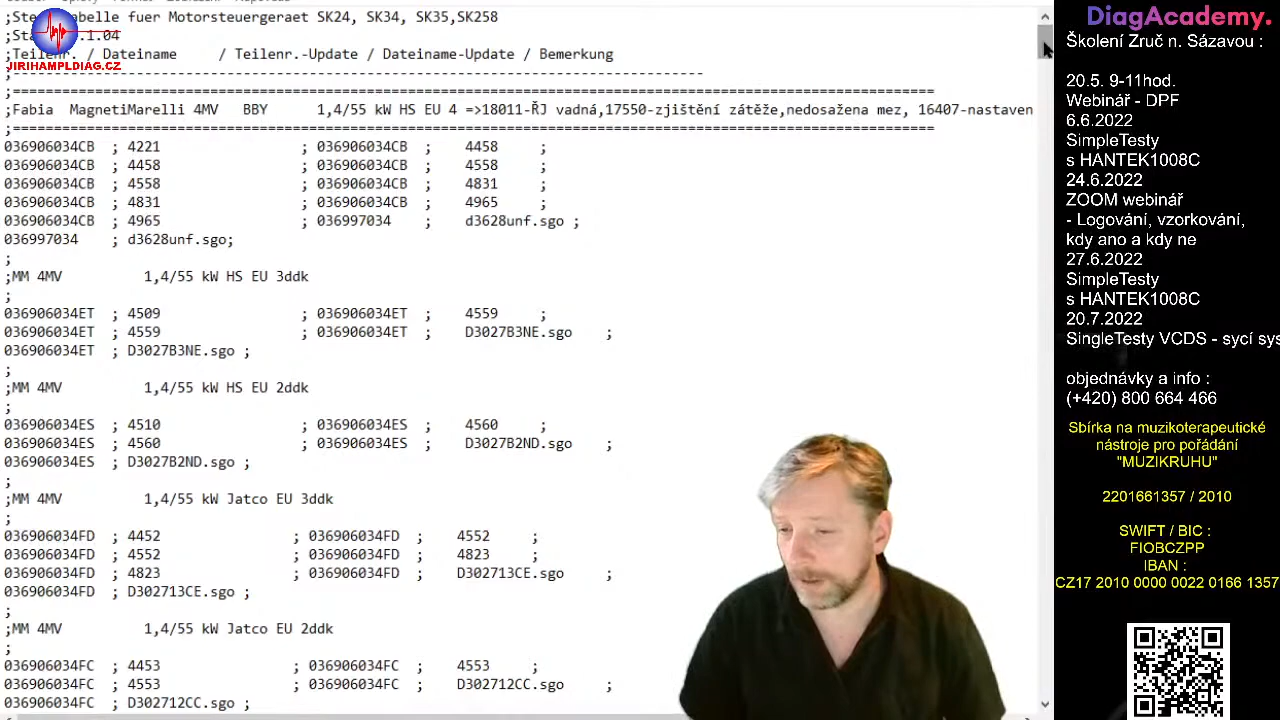 ;Ste tabelle fuer Motorsteuergeraet SK24, SK34, SK35,SK258
;Sta .1.04
;Teilenr. / Dateiname / Teilenr.-Update / Dateiname-Update / Bemerkung
;-------------------------------------------------------------------------------------
;=================================================================================================================
;Fabia MagnetiMarelli 4MV BBY 1,4/55 kW HS EU 4 =>18011-ŘJ vadná,17550-zjištění zátěže,nedosažena mez, 16407-nastaven
;=================================================================================================================
036906034CB ; 4221 ; 036906034CB ; 4458 ;
036906034CB ; 4458 ; 036906034CB ; 4558 ;
036906034CB ; 4558 ; 036906034CB ; 4831 ;
036906034CB ; 4831 ; 036906034CB ; 4965 ;
036906034CB ; 4965 ; 036997034 ; d3628unf.sgo ;
036997034 ; d3628unf.sgo;
;
;MM 4MV 1,4/55 kW HS EU 3ddk
;
036906034ET ; 4509 ; 036906034ET ; 4559 ;
036906034ET ; 4559 ; 036906034ET ; D3027B3NE.sgo ;
036906034ET ; D3027B3NE.sgo ;
;
;MM 4MV 1,4/55 kW HS EU 2ddk
;
036906034ES ; 4510 ; 036906034ES ; 4560 ;
036906034ES ; 4560 ; 036906034ES ; D3027B2ND.sgo ;
036906034ES ; D3027B2ND.sgo ;
;
;MM 4MV 1,4/55 kW Jatco EU 3ddk
;
036906034FD ; 4452 ; 036906034FD ; 4552 ;
036906034FD ; 4552 ; 036906034FD ; 4823 ;
036906034FD ; 4823 ; 036906034FD ; D302713CE.sgo ;
036906034FD ; D302713CE.sgo ;
;
;MM 4MV 1,4/55 kW Jatco EU 2ddk
;
036906034FC ; 4453 ; 036906034FC ; 4553 ;
036906034FC ; 4553 ; 036906034FC ; D302712CC.sgo ;
036906034FC ; D302712CC.sgo ;
JIRIHAMPLDIAG.CZ
DiagAcademy.
Školení Zruč n. Sázavou :
20.5. 9-11hod.
Webinář - DPF
6.6.2022
SimpleTesty
s HANTEK1008C
24.6.2022
ZOOM webinář
- Logování, vzorkování,
kdy ano a kdy ne
27.6.2022
SimpleTesty
s HANTEK1008C
20.7.2022
SingleTesty VCDS - sycí sys
objednávky a info :
(+420) 800 664 466
Sbírka na muzikoterapeutické
nástroje pro pořádání
"MUZIKRUHU"
2201661357 / 2010
SWIFT / BIC :
FIOBCZPP
IBAN :
CZ17 2010 0000 0022 0166 1357